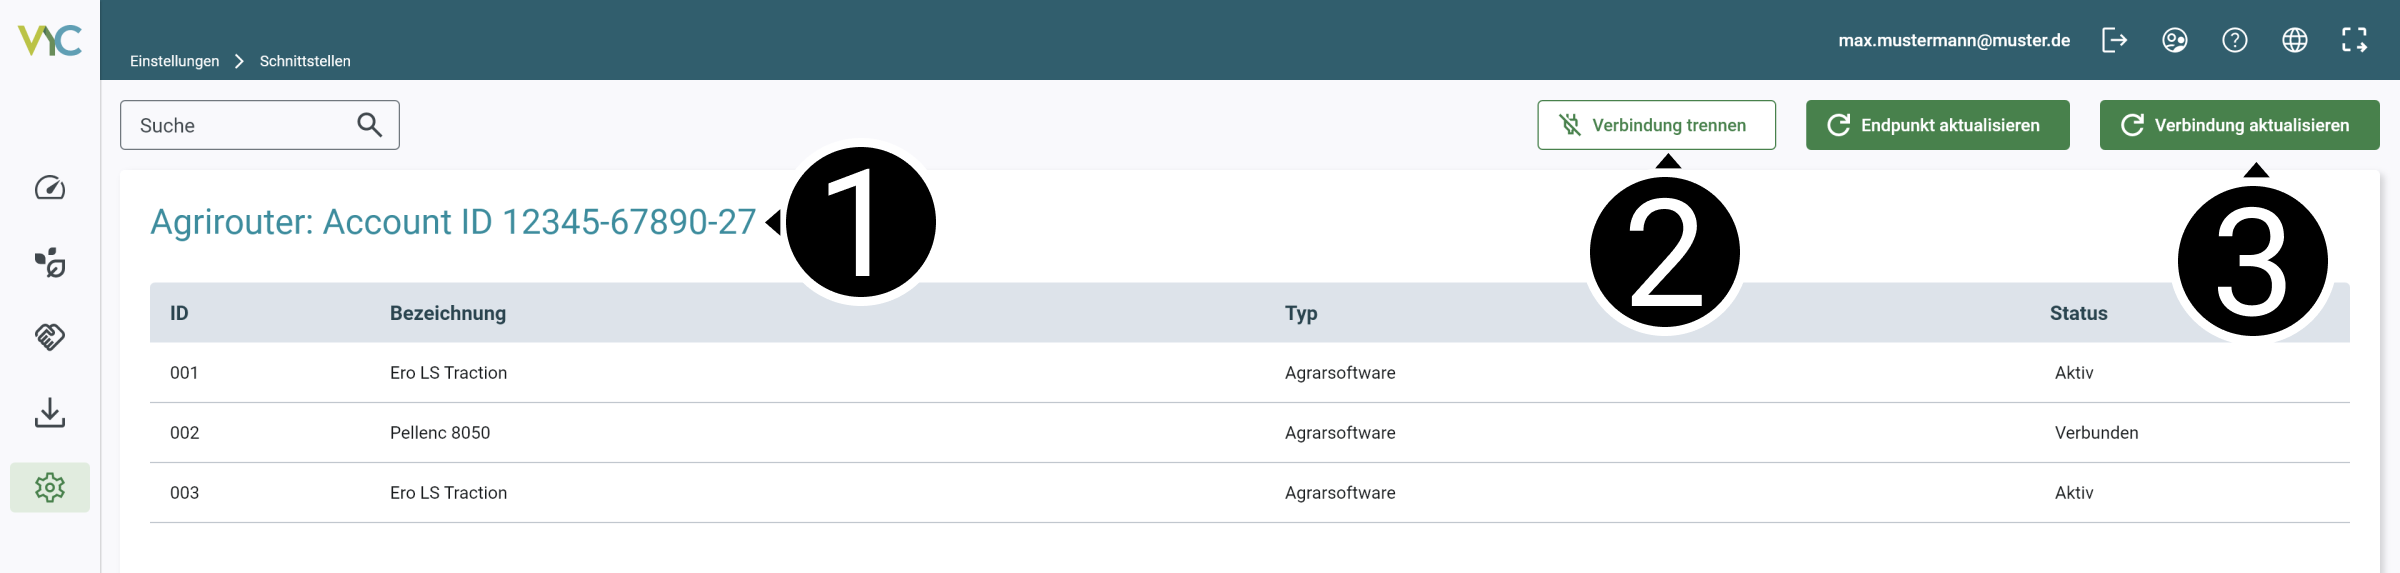 VYC
max.mustermann@muster.de
Einstellungen > Schnittstellen
Suche
Verbindung trennen
Endpunkt aktualisieren
Verbindung aktualisieren
Agrirouter: Account ID 12345-67890-27
1
2
3
ID Bezeichnung Typ Status
001 Ero LS Traction Agrarsoftware Aktiv
002 Pellenc 8050 Agrarsoftware Verbunden
003 Ero LS Traction Agrarsoftware Aktiv